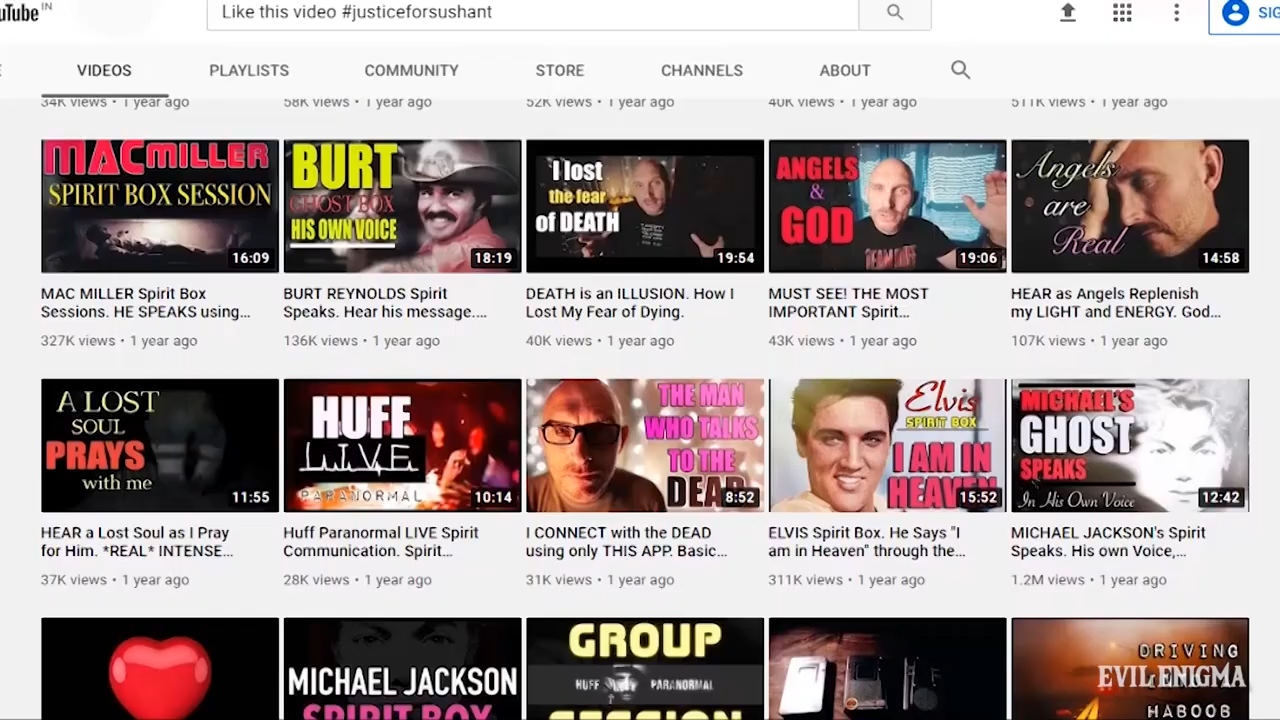 uTube IN
Like this video #justiceforsushant
SIG
VIDEOS
PLAYLISTS
COMMUNITY
STORE
CHANNELS
ABOUT
34K views • 1 year ago
58K views • 1 year ago
52K views • 1 year ago
40K views • 1 year ago
511K views • 1 year ago
MAC MILLER
SPIRIT BOX SESSION
16:09
BURT
GHOST BOX
HIS OWN VOICE
18:19
I lost
the fear
of DEATH
19:54
ANGELS
&
GOD
19:06
Angels
are
Real
14:58
MAC MILLER Spirit Box
Sessions. HE SPEAKS using...
327K views • 1 year ago
BURT REYNOLDS Spirit
Speaks. Hear his message....
136K views • 1 year ago
DEATH is an ILLUSION. How I
Lost My Fear of Dying.
40K views • 1 year ago
MUST SEE! THE MOST
IMPORTANT Spirit...
43K views • 1 year ago
HEAR as Angels Replenish
my LIGHT and ENERGY. God...
107K views • 1 year ago
A LOST
SOUL
PRAYS
with me
11:55
HUFF
LIVE
PARANORMAL
10:14
THE MAN
WHO TALKS
TO THE
DEAD
8:52
Elvis
SPIRIT BOX
I AM IN
HEAVEN
15:52
MICHAEL'S
GHOST
SPEAKS
In His Own Voice
12:42
HEAR a Lost Soul as I Pray
for Him. *REAL* INTENSE...
37K views • 1 year ago
Huff Paranormal LIVE Spirit
Communication. Spirit...
28K views • 1 year ago
I CONNECT with the DEAD
using only THIS APP. Basic...
31K views • 1 year ago
ELVIS Spirit Box. He Says "I
am in Heaven" through the...
311K views • 1 year ago
MICHAEL JACKSON's Spirit
Speaks. His own Voice,...
1.2M views • 1 year ago
MICHAEL JACKSON
SPIRIT BOX
GROUP
HUFF PARANORMAL
SESSION
DRIVING
EVIL ENIGMA
HABOOB